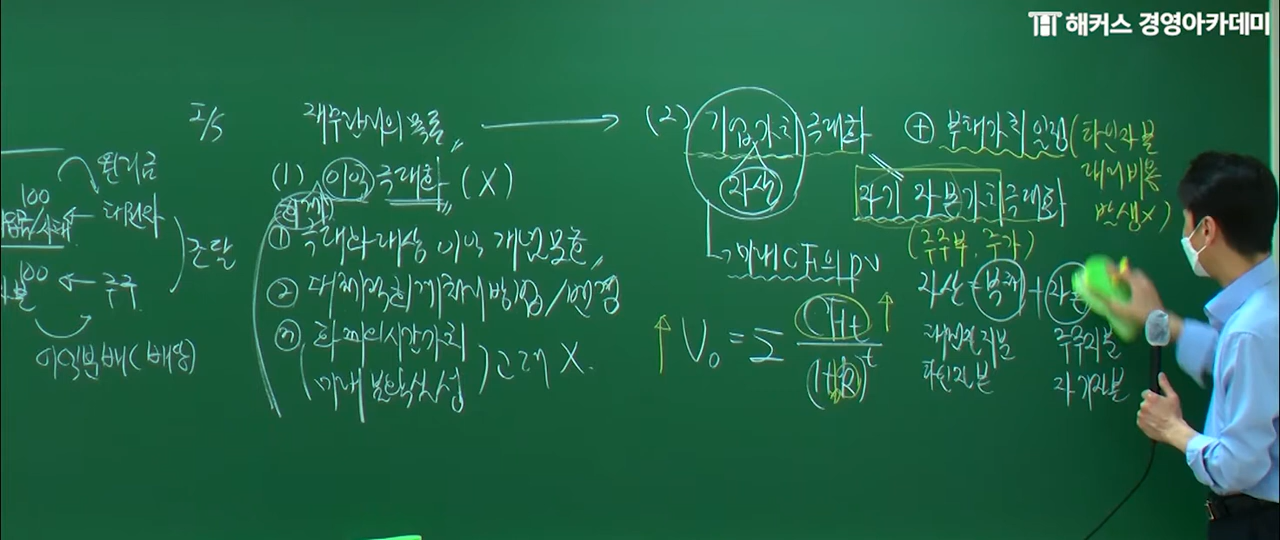 해커스 경영아카데미
I/S
재무관리의 목표
(1) 이익 극대화 (X)
회계
① 극대화 대상 이익 개념 모호
② 대체적 회계처리 방법/변경
③ 화폐의 시간가치
미래 불확실성
고려 X.
(2) 기업가치 극대화
자산
미래 CF의 PV
V₀ = Σ CFt / (1+k)^t
⊕ 부채가치 일정
(타인자본
대리비용
발생X)
자기자본가치 극대화
(주주부, 주가)
자산 = 부채 +
채권자지분
타인자본
주주지분
자기자본
100
원리금
채권자
조달
100
주주
이익분배(배당)